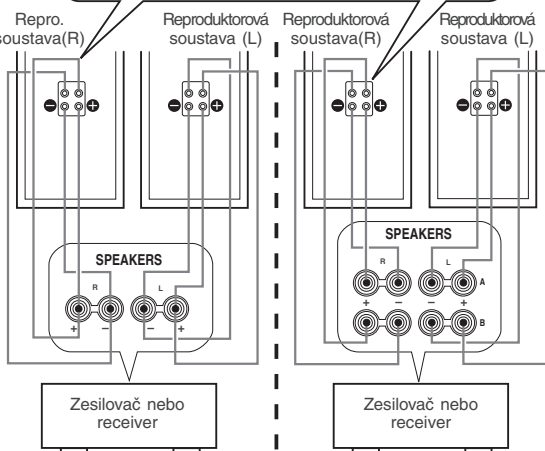 Repro.
soustava(R)
Reproduktorová
soustava (L)
SPEAKERS
R
L
+
−
−
+
Zesilovač nebo
receiver
Reproduktorová
soustava(R)
Reproduktorová
soustava (L)
SPEAKERS
R
L
A
+
−
−
+
B
Zesilovač nebo
receiver